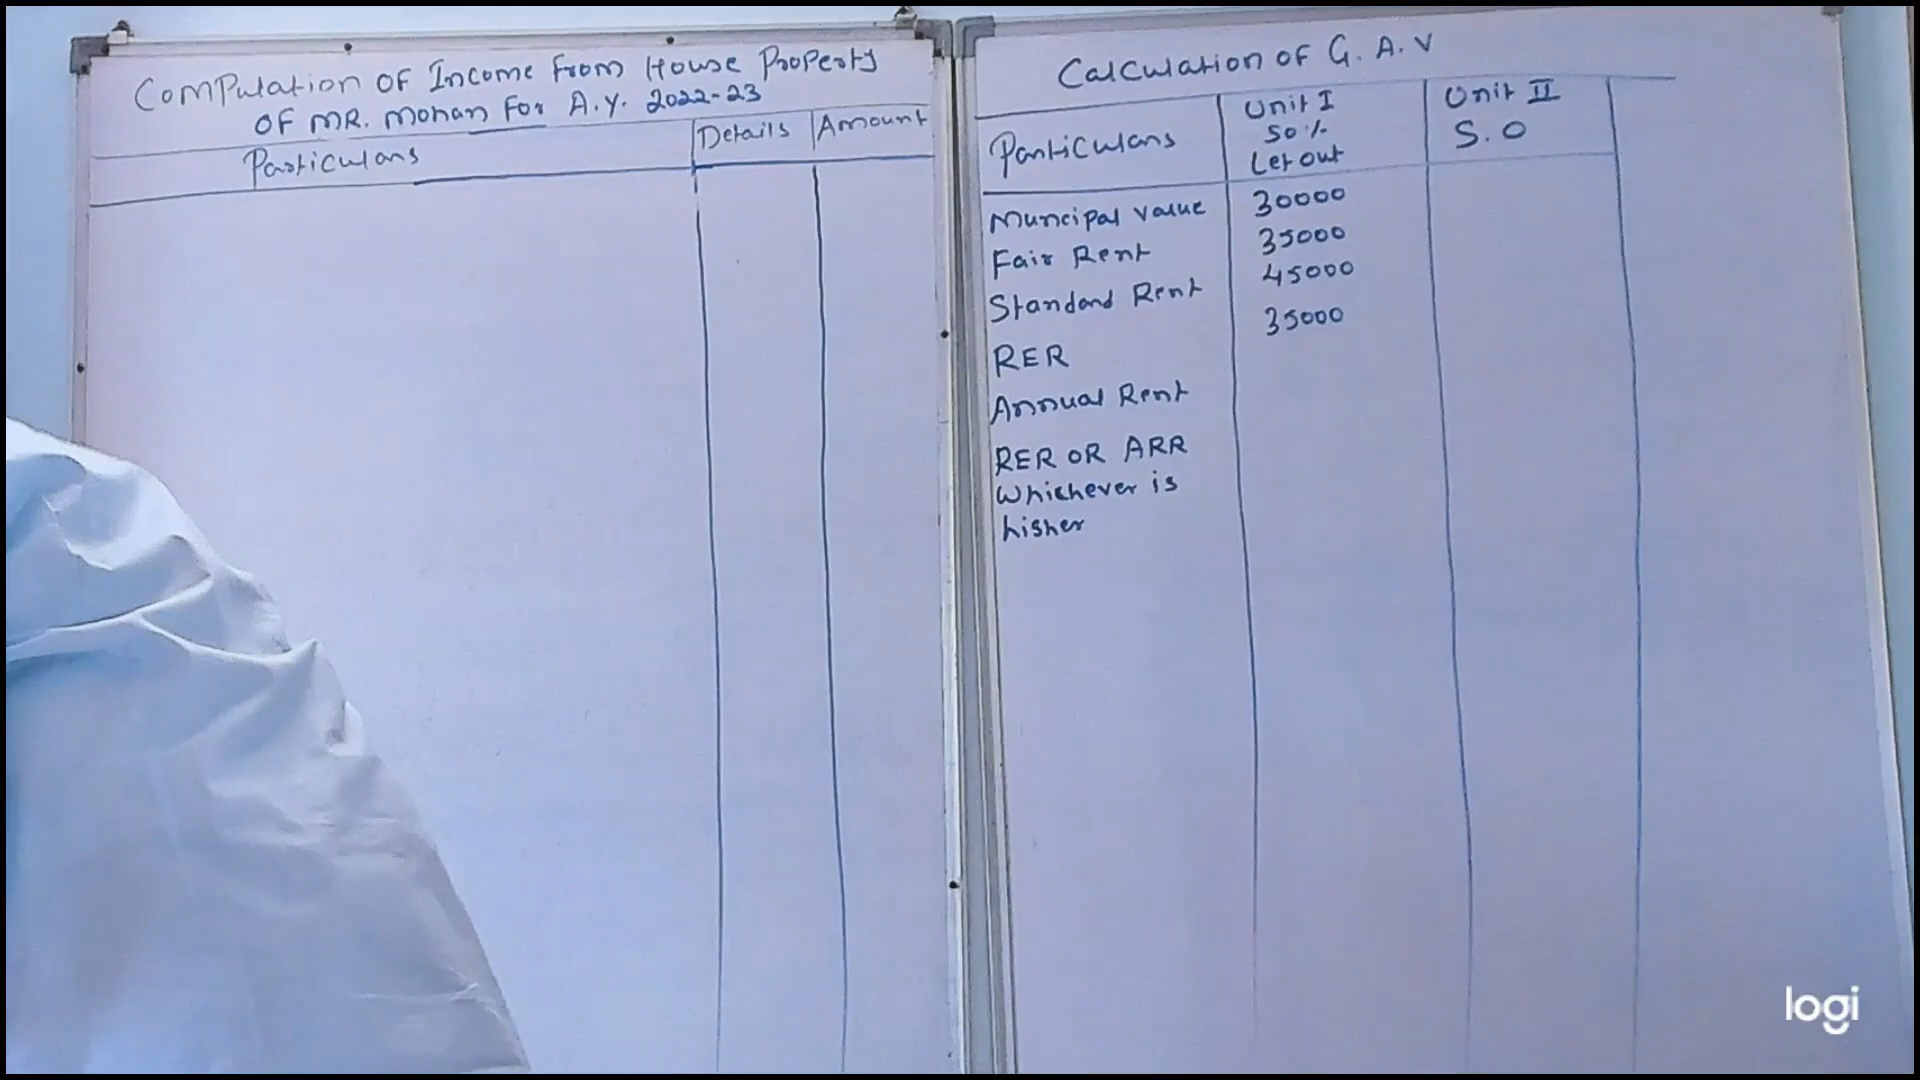 Computation of Income From House Property
OF MR. Mohan For A.Y. 2022-23
Particulars Details Amount
Calculation of G. A. V
Particulars Unit I 50% Let out Unit II S. O
Muncipal Value 30000
Fair Rent 35000
Standard Rent 45000
RER 35000
Annual Rent
RER OR ARR
Whichever is
higher
logi